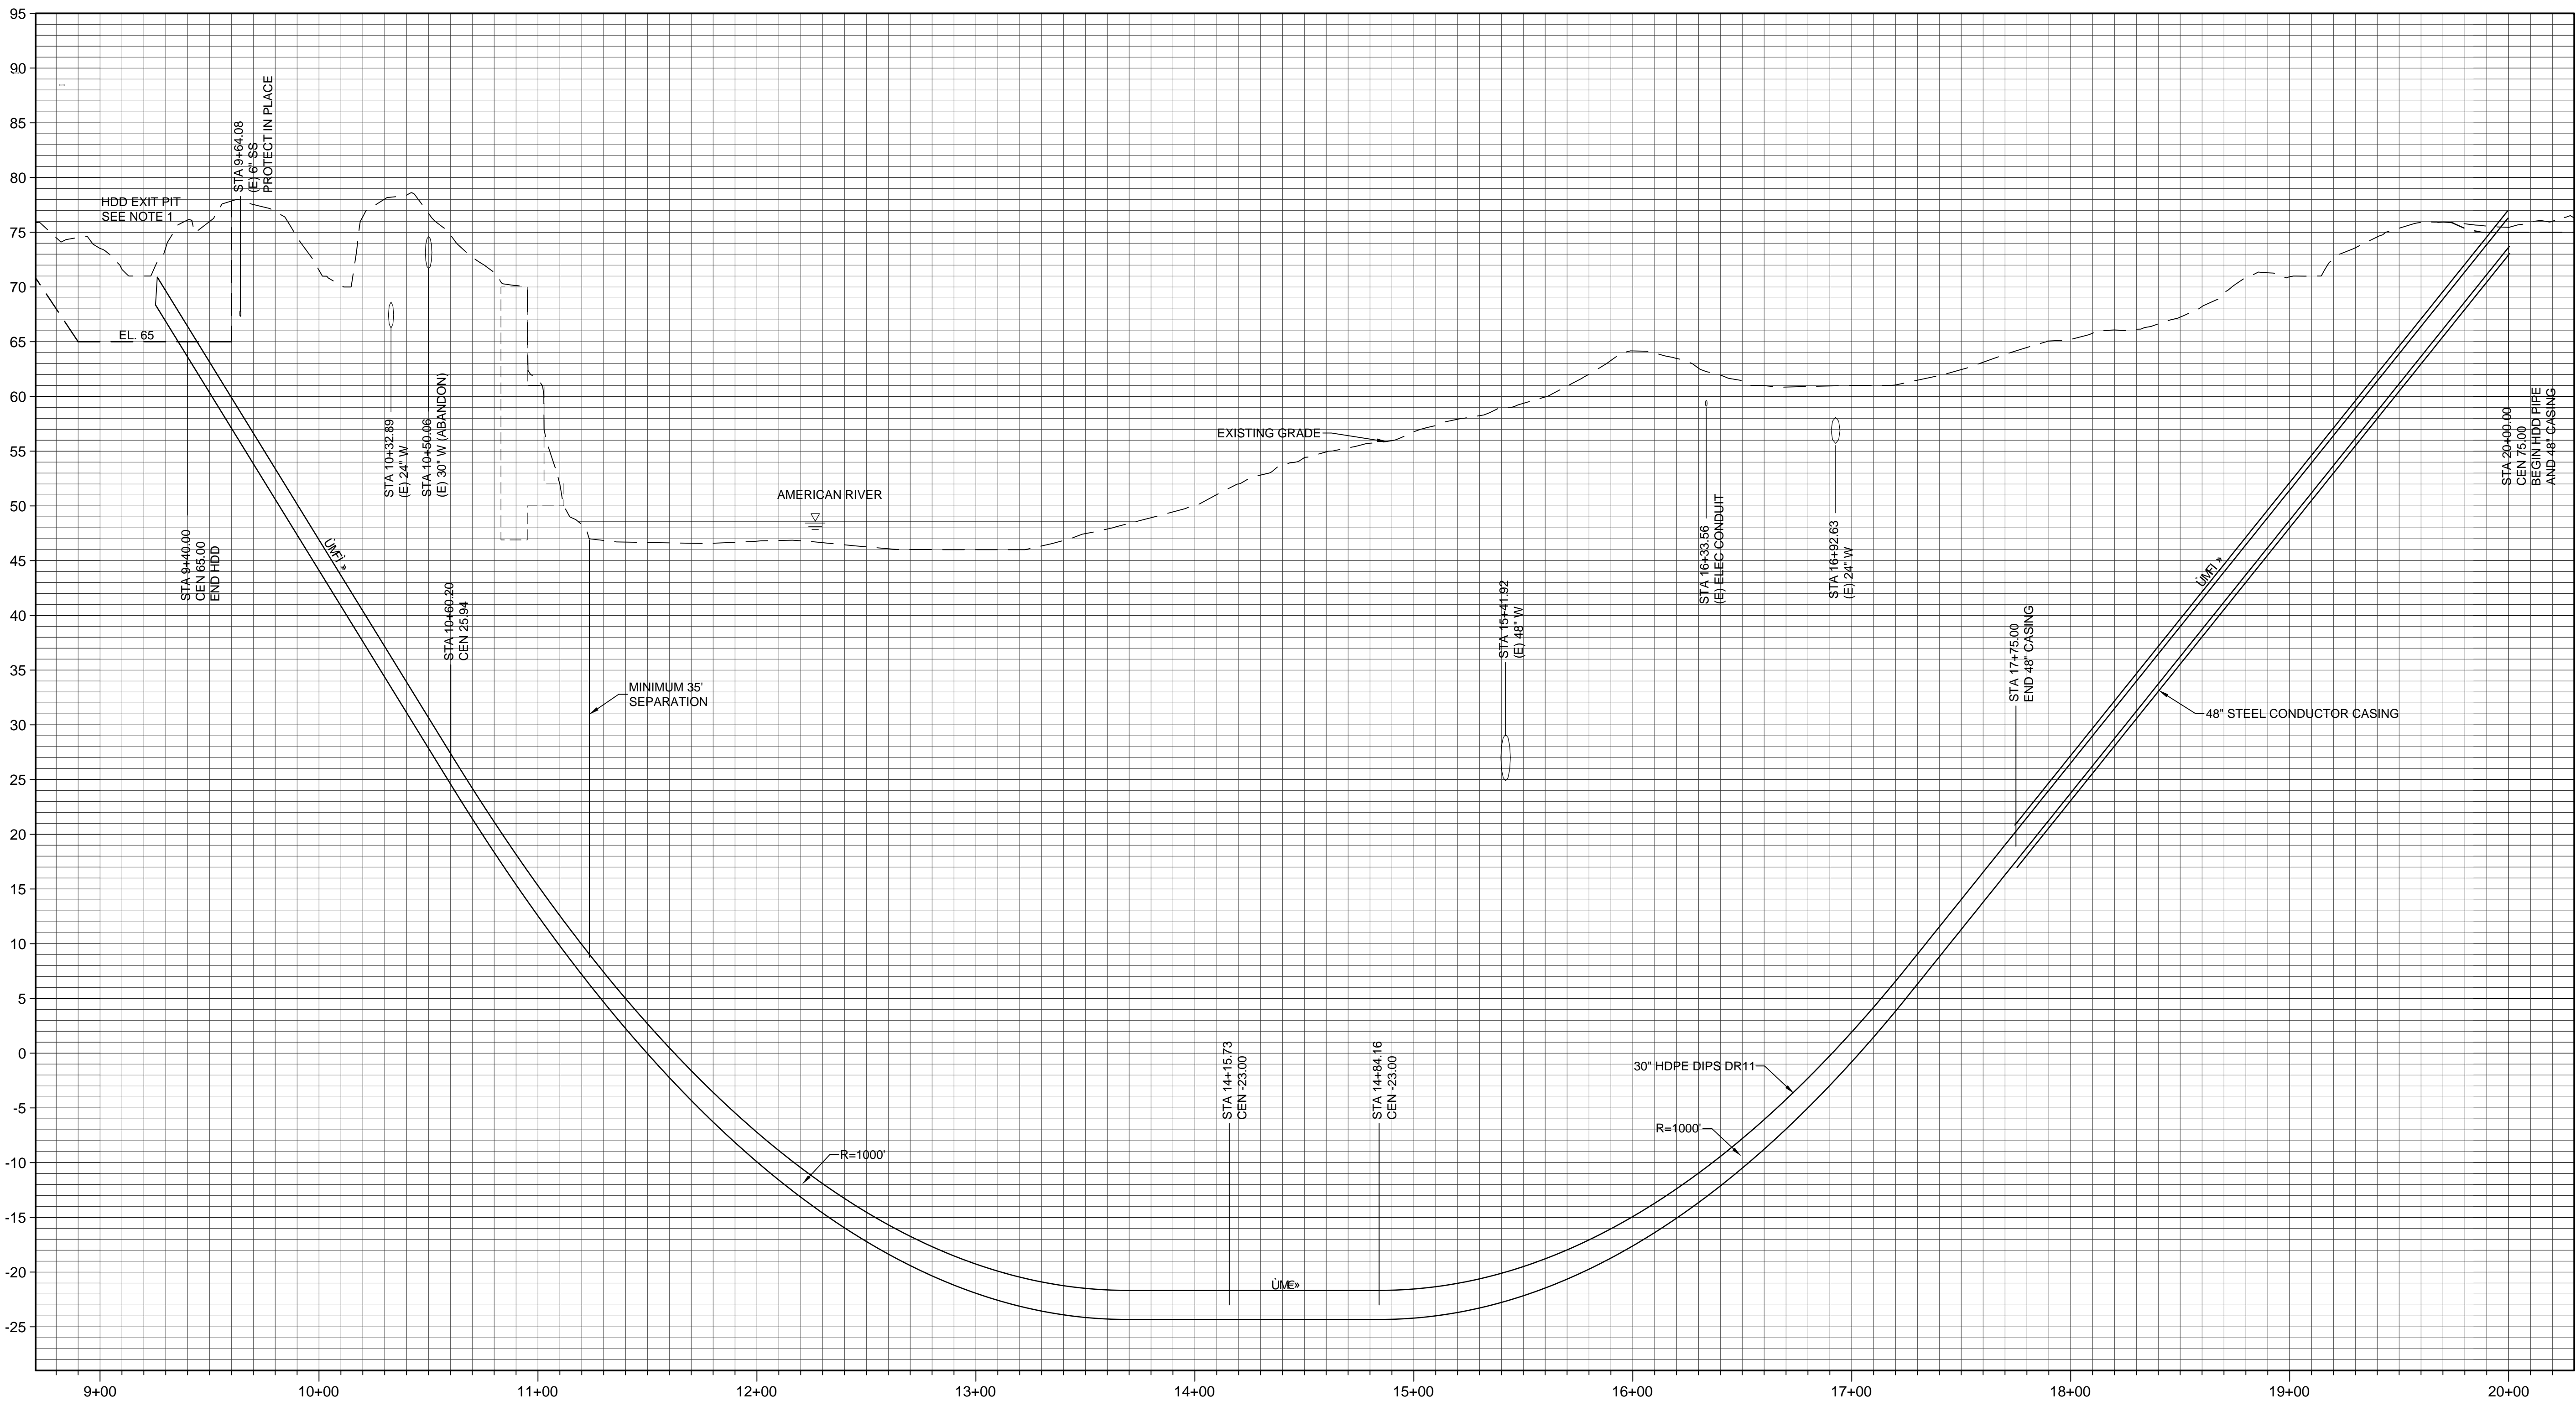 95
90
85
80
75
70
65
60
55
50
45
40
35
30
25
20
15
10
5
0
-5
-10
-15
-20
-25
HDD EXIT PIT
SEE NOTE 1
STA 9+64.08
(E) 6" SS
PROTECT IN PLACE
EL. 65
STA 9+40.00
CEN 65.00
END HDD
STA 10+32.89
(E) 24" W
STA 10+50.06
(E) 30" W (ABANDON)
STA 10+60.20
CEN 25.94
MINIMUM 35'
SEPARATION
AMERICAN RIVER
EXISTING GRADE
STA 15+41.92
(E) 48" W
STA 16+33.56
(E) ELEC CONDUIT
STA 16+92.63
(E) 24" W
STA 17+75.00
END 48" CASING
48" STEEL CONDUCTOR CASING
STA 20+00.00
CEN 75.00
BEGIN HDD PIPE
AND 48" CASING
STA 14+15.73
CEN -23.00
STA 14+84.16
CEN -23.00
30" HDPE DIPS DR11
R=1000'
R=1000'
9+00
10+00
11+00
12+00
13+00
14+00
15+00
16+00
17+00
18+00
19+00
20+00